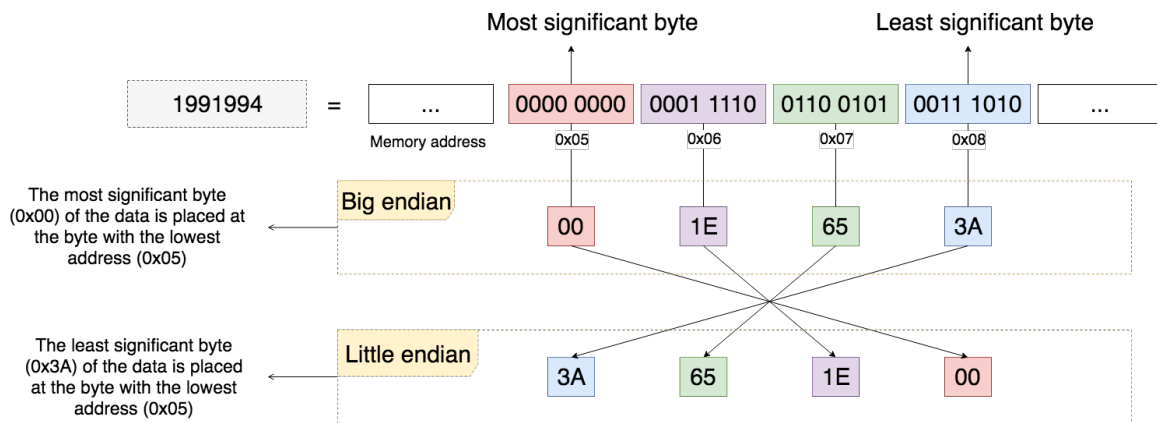 Most significant byte
Least significant byte
1991994
=
...
0000 0000
0001 1110
0110 0101
0011 1010
...
Memory address
0x05
0x06
0x07
0x08
The most significant byte
(0x00) of the data is placed at
the byte with the lowest
address (0x05)
Big endian
00
1E
65
3A
The least significant byte
(0x3A) of the data is placed
at the byte with the lowest
address (0x05)
Little endian
3A
65
1E
00